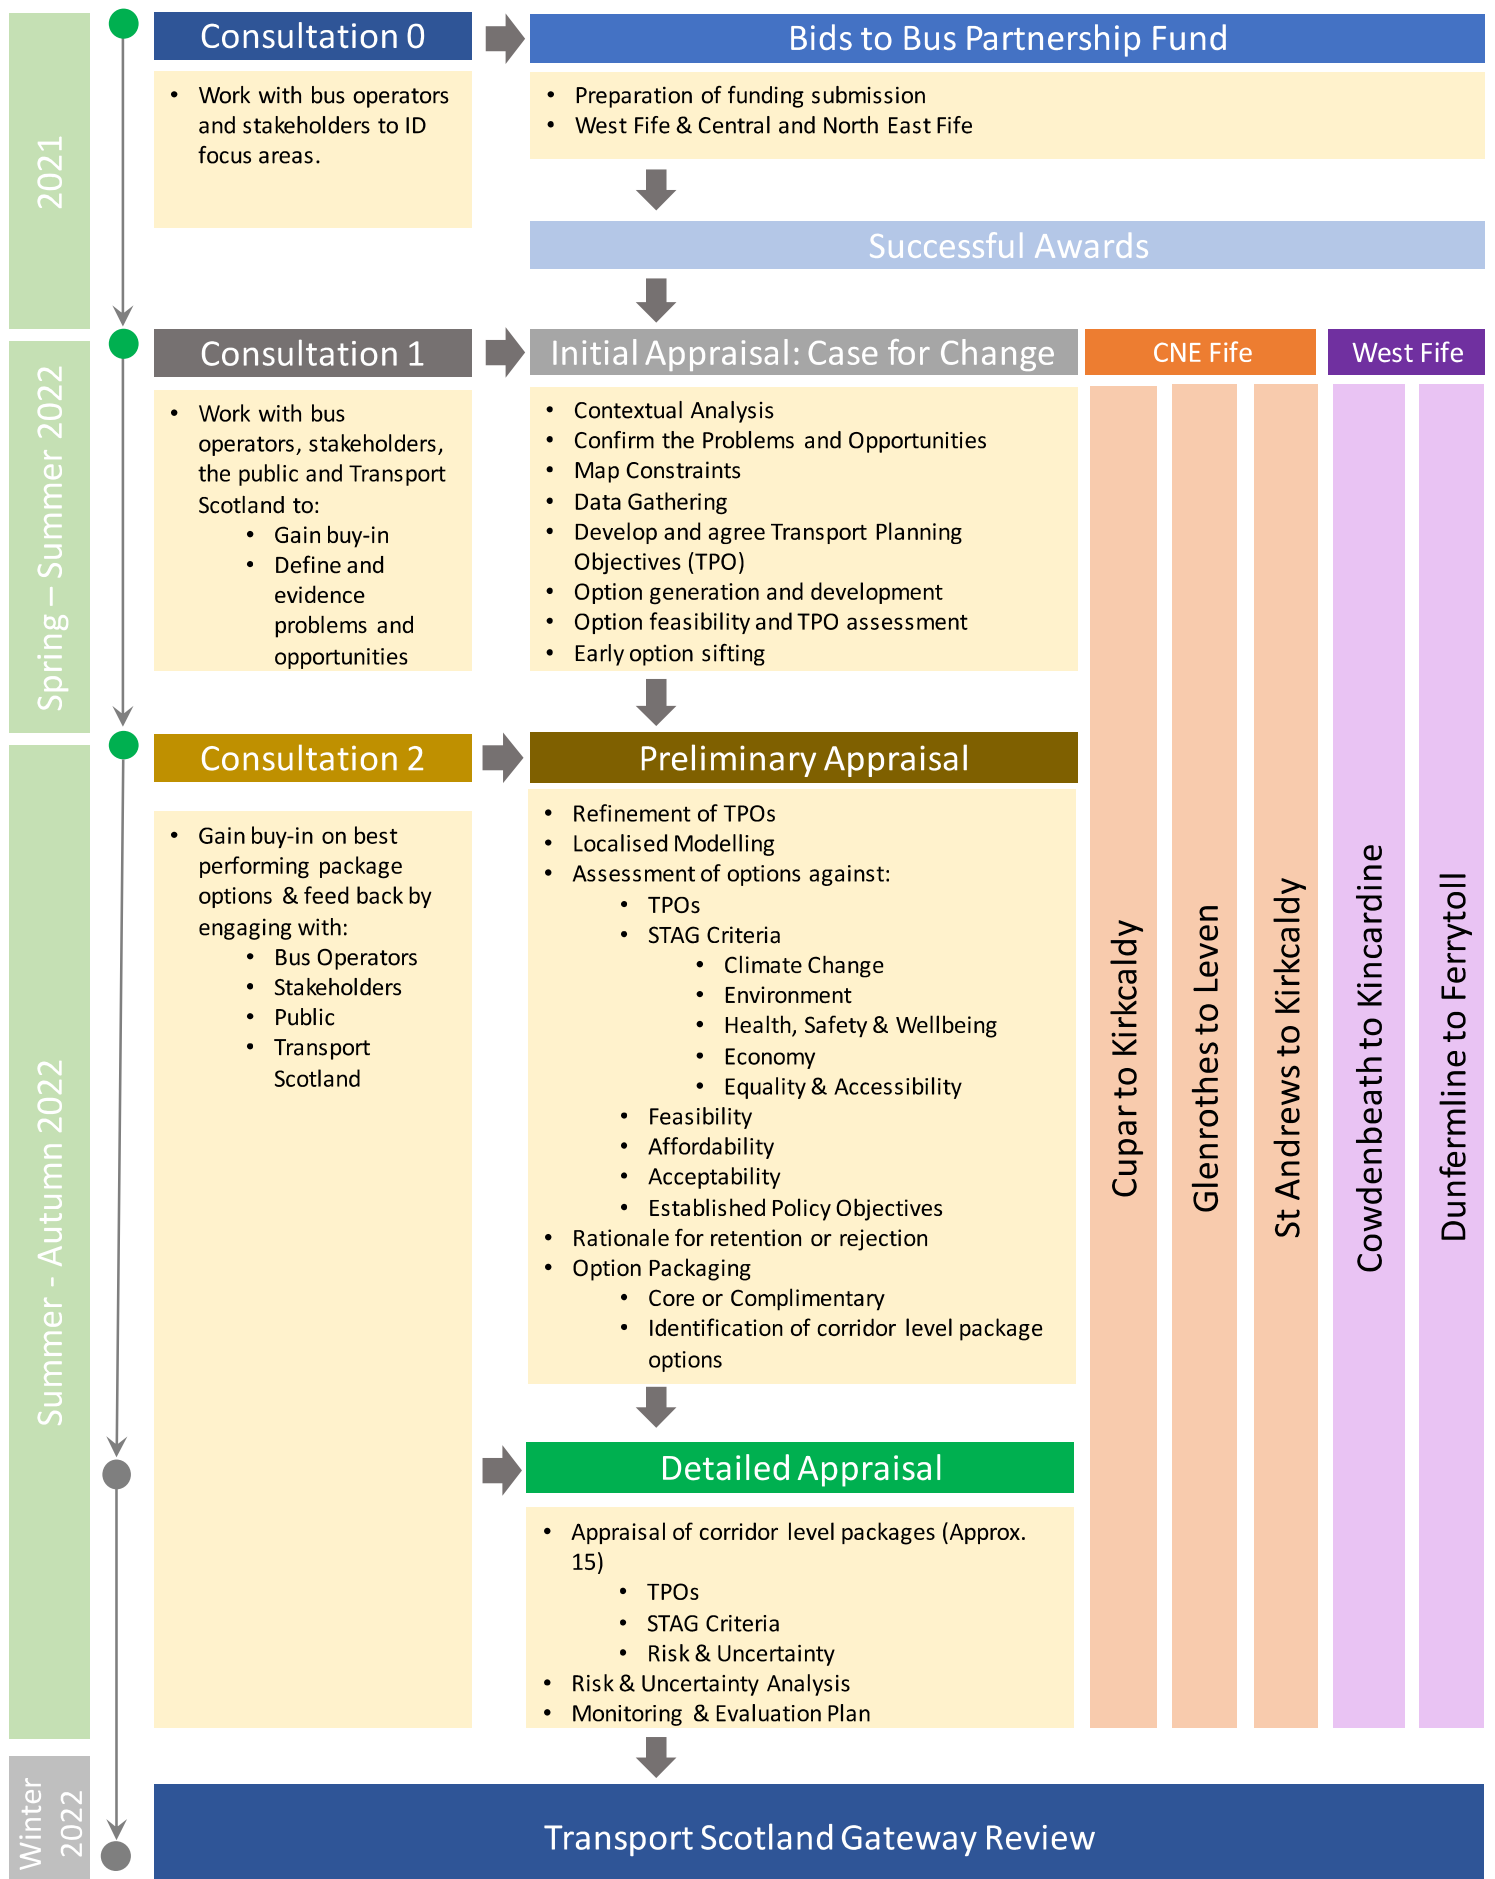 2021
Consultation 0
• Work with bus operators
and stakeholders to ID
focus areas.
Bids to Bus Partnership Fund
• Preparation of funding submission
• West Fife & Central and North East Fife
Successful Awards
Spring – Summer 2022
Consultation 1
• Work with bus
operators, stakeholders,
the public and Transport
Scotland to:
• Gain buy-in
• Define and
evidence
problems and
opportunities
Initial Appraisal: Case for Change
• Contextual Analysis
• Confirm the Problems and Opportunities
• Map Constraints
• Data Gathering
• Develop and agree Transport Planning
Objectives (TPO)
• Option generation and development
• Option feasibility and TPO assessment
• Early option sifting
CNE Fife
West Fife
Cupar to Kirkcaldy
Glenrothes to Leven
St Andrews to Kirkcaldy
Cowdenbeath to Kincardine
Dunfermline to Ferrytoll
Summer - Autumn 2022
Consultation 2
• Gain buy-in on best
performing package
options & feed back by
engaging with:
• Bus Operators
• Stakeholders
• Public
• Transport
Scotland
Preliminary Appraisal
• Refinement of TPOs
• Localised Modelling
• Assessment of options against:
• TPOs
• STAG Criteria
• Climate Change
• Environment
• Health, Safety & Wellbeing
• Economy
• Equality & Accessibility
• Feasibility
• Affordability
• Acceptability
• Established Policy Objectives
• Rationale for retention or rejection
• Option Packaging
• Core or Complimentary
• Identification of corridor level package
options
Detailed Appraisal
• Appraisal of corridor level packages (Approx.
15)
• TPOs
• STAG Criteria
• Risk & Uncertainty
• Risk & Uncertainty Analysis
• Monitoring & Evaluation Plan
Winter
2022
Transport Scotland Gateway Review